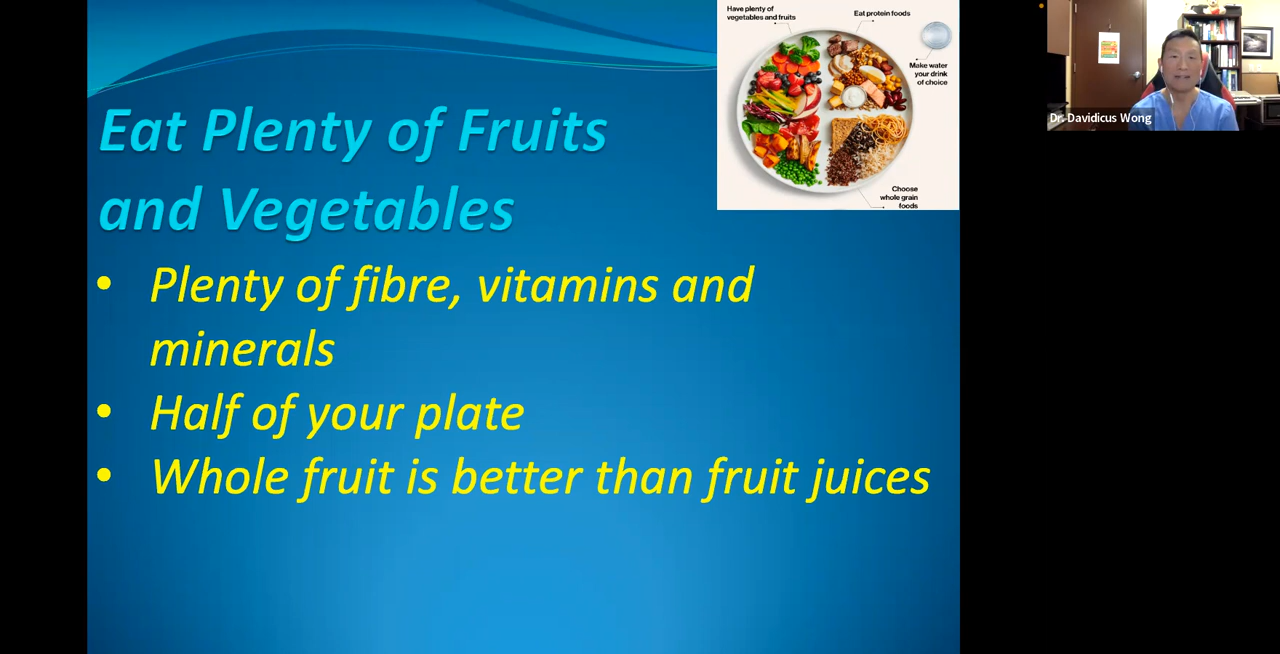 Have plenty of
vegetables and fruits
Eat protein foods
Make water
your drink
of choice
Choose
whole grain
foods
Eat Plenty of Fruits
and Vegetables
• Plenty of fibre, vitamins and
minerals
• Half of your plate
• Whole fruit is better than fruit juices
Dr. Davidicus Wong